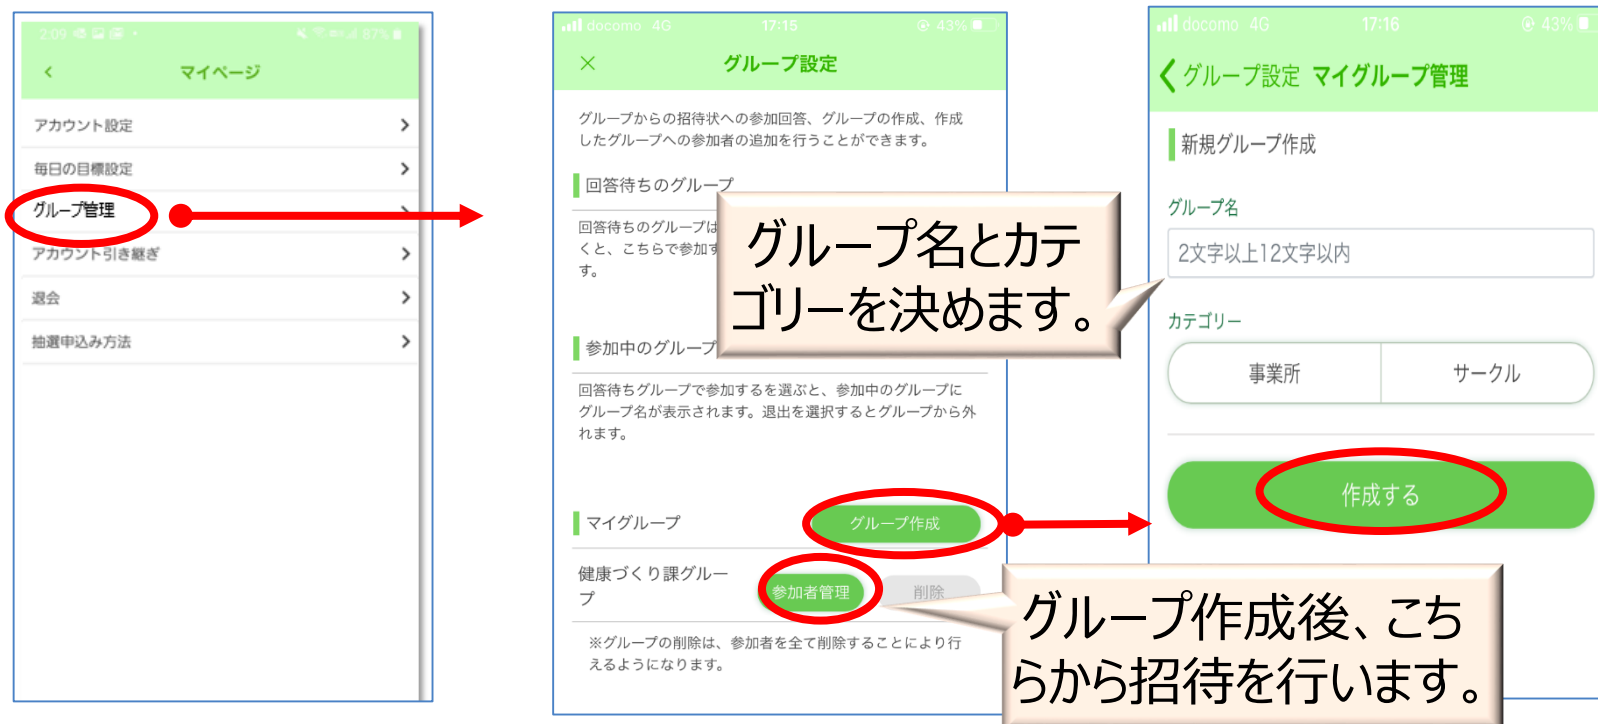 2:09
87%
マイページ
アカウント設定
毎日の目標設定
グループ管理
アカウント引き継ぎ
退会
抽選申込み方法
docomo 4G 17:15 43%
グループ設定
グループからの招待状への参加回答、グループの作成、作成
したグループへの参加者の追加を行うことができます。
回答待ちのグループ
回答待ちのグループは
くと、こちらで参加す
す。
参加中のグループ
回答待ちグループで参加するを選ぶと、参加中のグループに
グループ名が表示されます。退出を選択するとグループから外
れます。
マイグループ
グループ作成
健康づくり課グルー
プ
参加者管理
削除
※グループの削除は、参加者を全て削除することにより行
えるようになります。
グループ名とカテ
ゴリーを決めます。
docomo 4G 17:16 43%
グループ設定 マイグループ管理
新規グループ作成
グループ名
2文字以上12文字以内
カテゴリー
事業所 サークル
作成する
グループ作成後、こち
らから招待を行います。